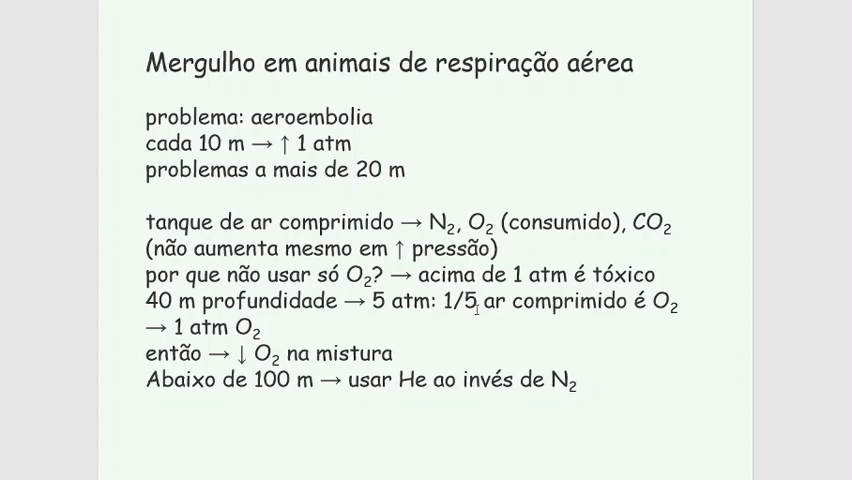 Mergulho em animais de respiração aérea
problema: aeroembolia
cada 10 m → ↑ 1 atm
problemas a mais de 20 m
tanque de ar comprimido → N₂, O₂ (consumido), CO₂
(não aumenta mesmo em ↑ pressão)
por que não usar só O₂? → acima de 1 atm é tóxico
40 m profundidade → 5 atm: 1/5 ar comprimido é O₂
→ 1 atm O₂
então → ↓ O₂ na mistura
Abaixo de 100 m → usar He ao invés de N₂